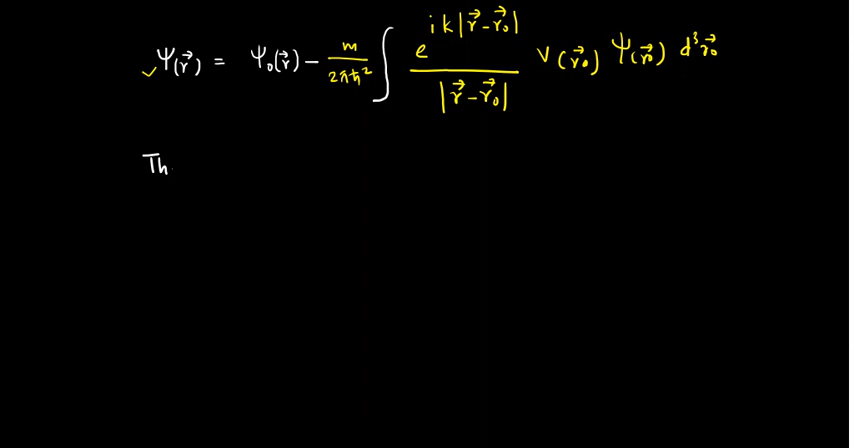 ψ(r⃗) = ψ₀(r⃗) − m/2πħ² ∫ e^{ik|r⃗−r⃗₀|}/|r⃗−r⃗₀| V(r⃗₀) ψ(r⃗₀) d³r⃗₀
Th